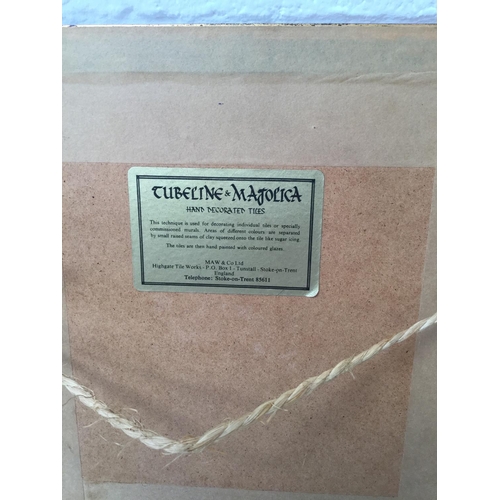 TUBELINE & MAJOLICA
HAND DECORATED TILES
This technique is used for decorating individual tiles or specially
commissioned murals. Areas of different colours are separated
by small raised seams of clay squeezed onto the tile like sugar icing.
The tiles are then hand painted with coloured glazes.
MAW & Co Ltd
Highgate Tile Works - P.O. Box 1 - Tunstall - Stoke-on-Trent
England
Telephone: Stoke-on-Trent 85611